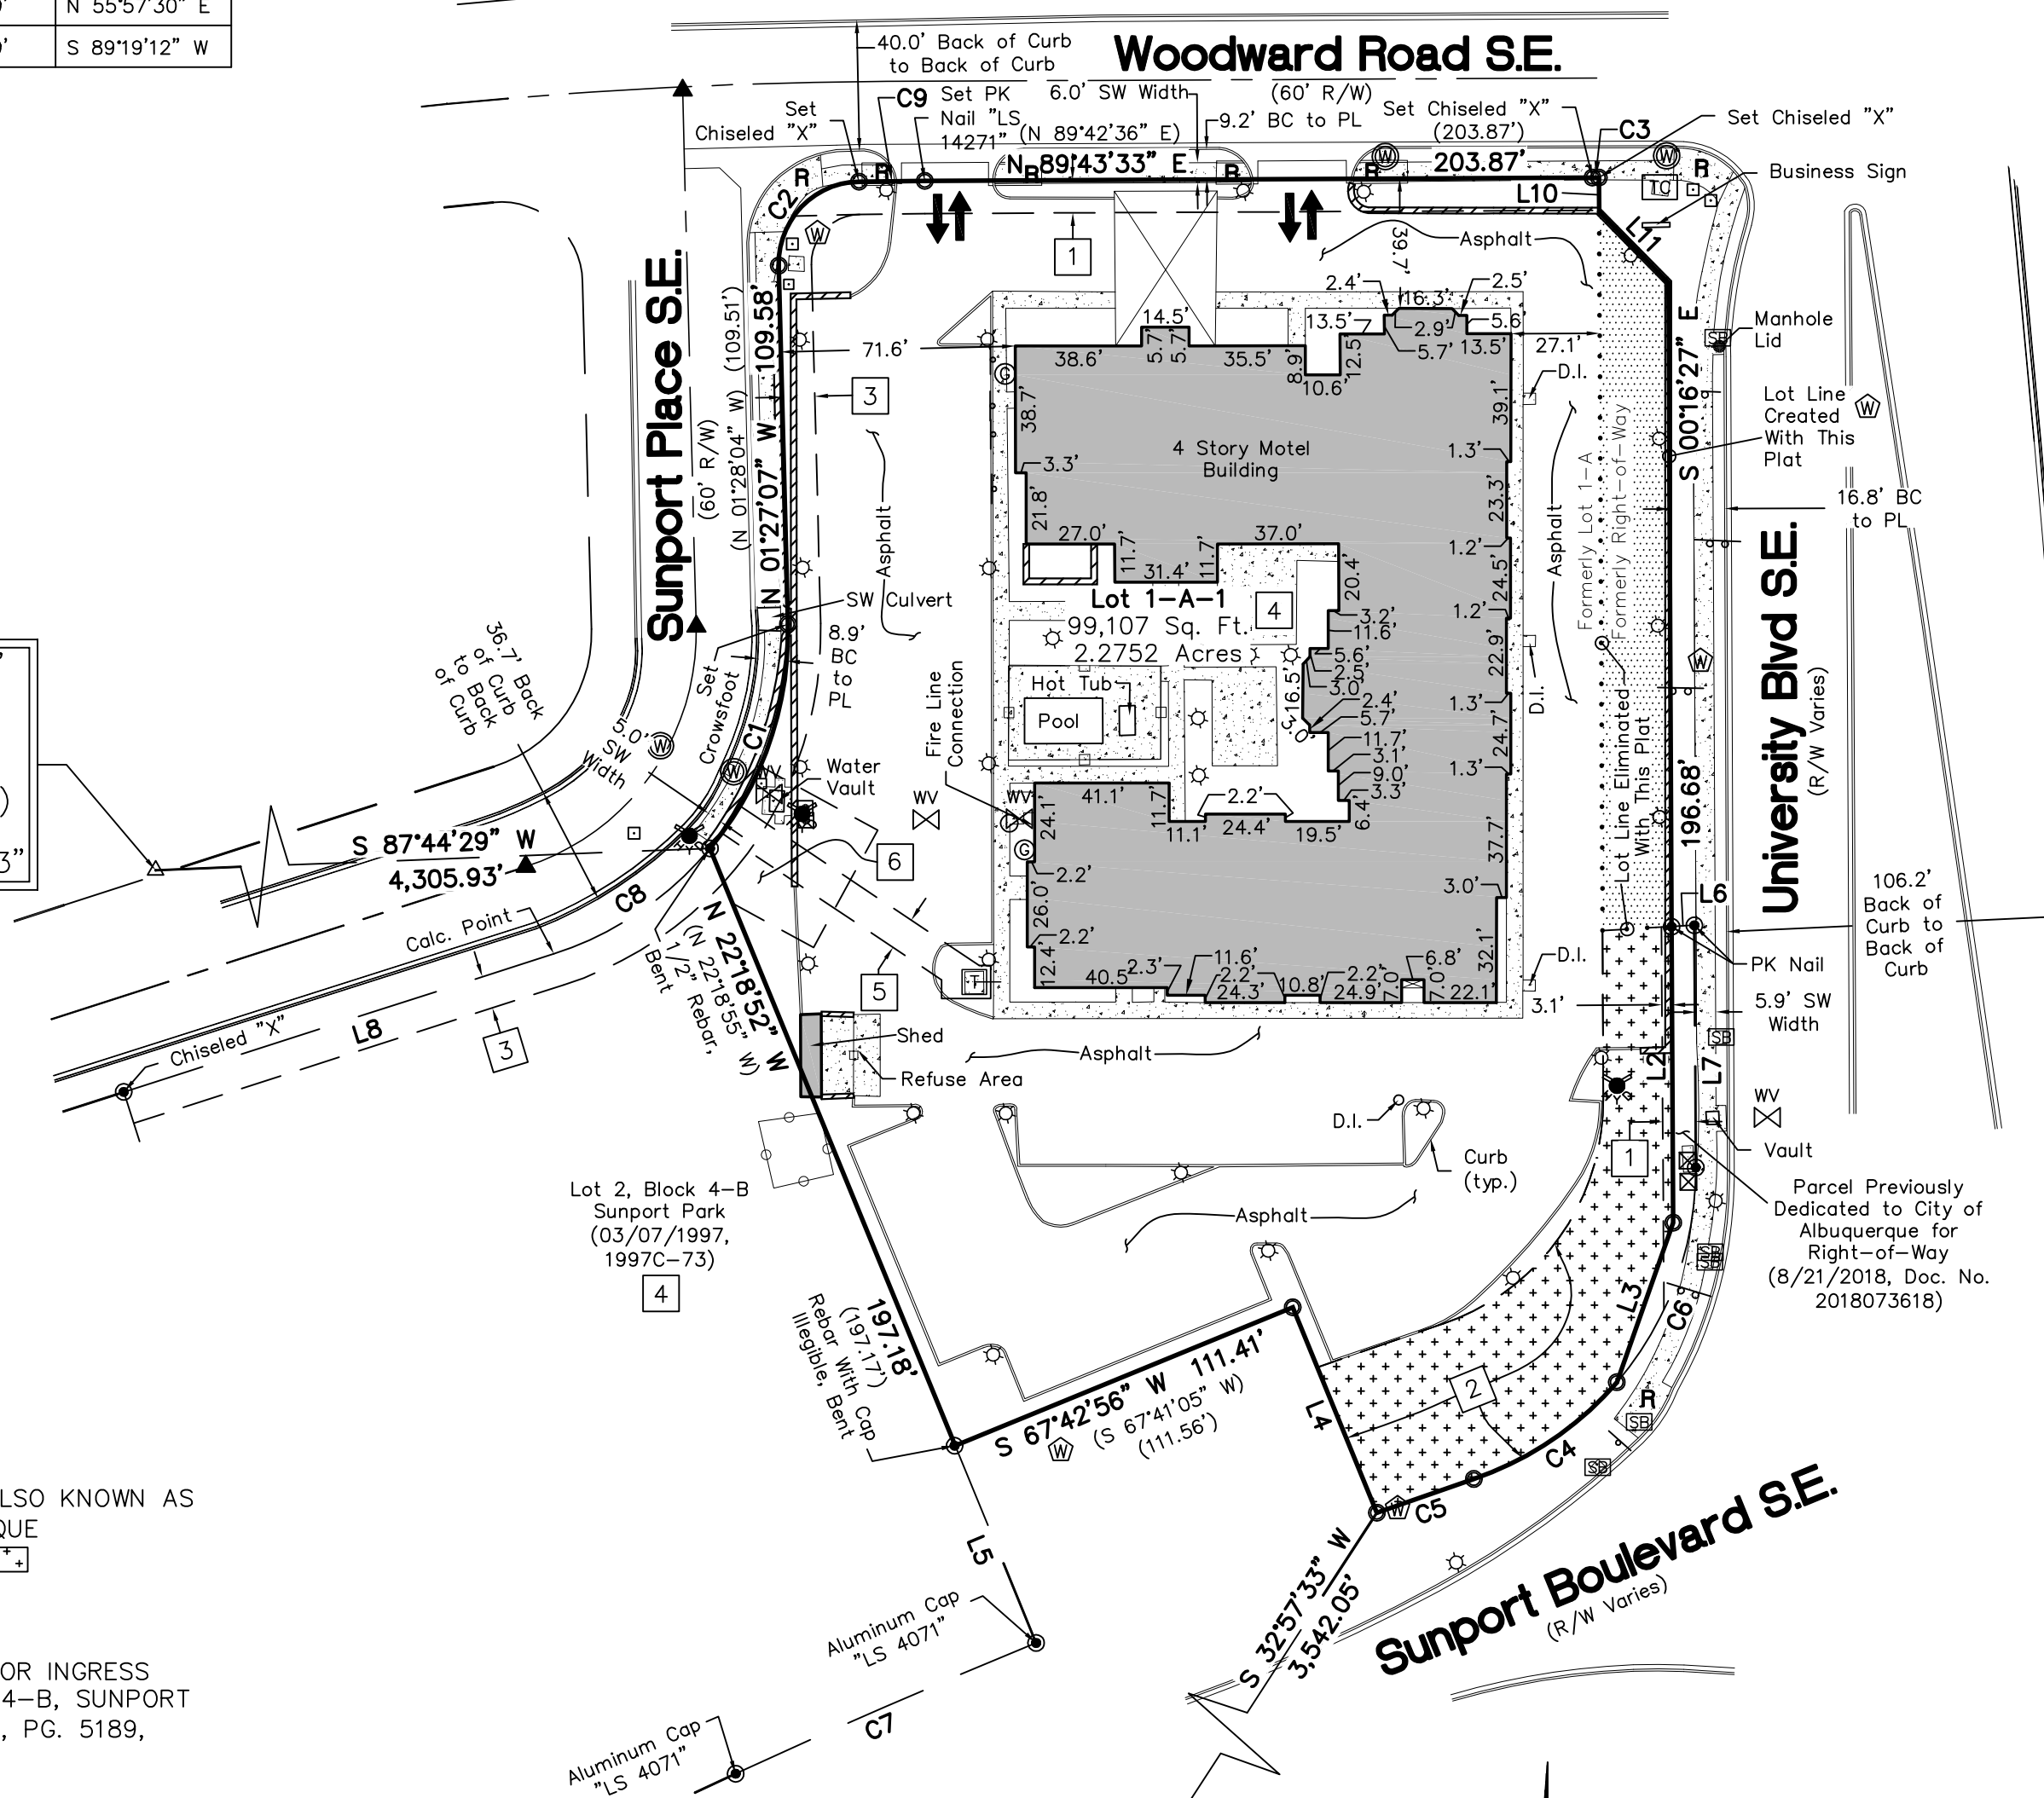 N 55°57'30" E
S 89°19'12" W
40.0' Back of Curb
to Back of Curb
Woodward Road S.E.
(60' R/W)
C9
Set PK
Nail "LS
14271"
6.0' SW Width
9.2' BC to PL
Set
Chiseled "X"
Set Chiseled "X"
C3
Set Chiseled "X"
(N 89°42'36" E)
N 89°43'33" E
(203.87')
203.87'
R
R
R
R
R
R
TC
Business Sign
L10
L11
C2
W
W
W
1
39.7'
Asphalt
Sunport Place S.E.
(60' R/W)
(N 01°28'04" W) (109.51')
N 01°27'07" W 109.58'
71.6'
3
Asphalt
14.5'
5.7'
5.7'
38.6'
35.5'
8.9'
10.6'
12.5'
13.5'
2.4'
16.3'
2.5'
2.9'
5.7'
5.6'
13.5'
27.1'
D.I.
G
38.7'
39.1'
4 Story Motel
Building
3.3'
21.8'
27.0'
11.7'
31.4'
11.7'
37.0'
1.3'
23.3'
1.2'
24.5'
1.2'
22.9'
1.3'
24.7'
1.3'
37.7'
3.0'
32.1'
20.4'
3.2'
11.6'
5.6'
2.5'
3.0'
16.5'
2.4'
3.0'
5.7'
11.7'
3.1'
9.0'
3.3'
6.4'
Lot 1-A-1
99,107 Sq. Ft.
2.2752 Acres
4
Hot Tub
Pool
Fire Line
Connection
WV
WV
G
41.1'
24.1'
11.7'
11.1'
2.2'
24.4'
19.5'
2.2'
26.0'
2.2'
12.4'
40.5'
2.3'
11.6'
2.2'
24.3'
10.8'
2.2'
24.9'
7.0'
6.8'
7.0'
22.1'
T
Asphalt
Formerly Lot 1-A
Formerly Right-of-Way
S 00°16'27" E
196.68'
SB
Manhole
Lid
Lot Line
Created
With This
Plat
W
16.8' BC
to PL
University Blvd S.E.
(R/W Varies)
W
D.I.
Lot Line Eliminated
With This Plat
L6
106.2'
Back of
Curb to
Back of
Curb
PK Nail
D.I.
3.1'
5.9' SW
Width
SB
L2
L7
WV
Vault
1
Parcel Previously
Dedicated to City of
Albuquerque for
Right-of-Way
(8/21/2018, Doc. No.
2018073618)
SB
SB
L3
C6
R
SB
SB
2
C4
C5
W
L4
SW Culvert
8.9'
BC
to
PL
Set
Crowsfoot
C1
36.7' Back
of Curb
to Back
of Curb
5.0'
SW
Width
W
W
WV
Water
Vault
6
5
S 87°44'29" W
4,305.93'
C8
Calc. Point
Chiseled "X"
L8
3
1/2" Rebar,
Bent
N 22°18'52" W
(N 22°18'55" W)
197.18'
(197.17')
Shed
Refuse Area
Asphalt
D.I.
Curb
(typ.)
Asphalt
Lot 2, Block 4-B
Sunport Park
(03/07/1997,
1997C-73)
4
Rebar With Cap
Illegible, Bent
S 67°42'56" W 111.41'
(S 67°41'05" W)
(111.56')
W
L5
Aluminum Cap
"LS 4071"
C7
Aluminum Cap
"LS 4071"
S 32°57'33" W
3,542.05'
Sunport Boulevard S.E.
(R/W Varies)
LSO KNOWN AS
QUE
OR INGRESS
4-B, SUNPORT
, PG. 5189,